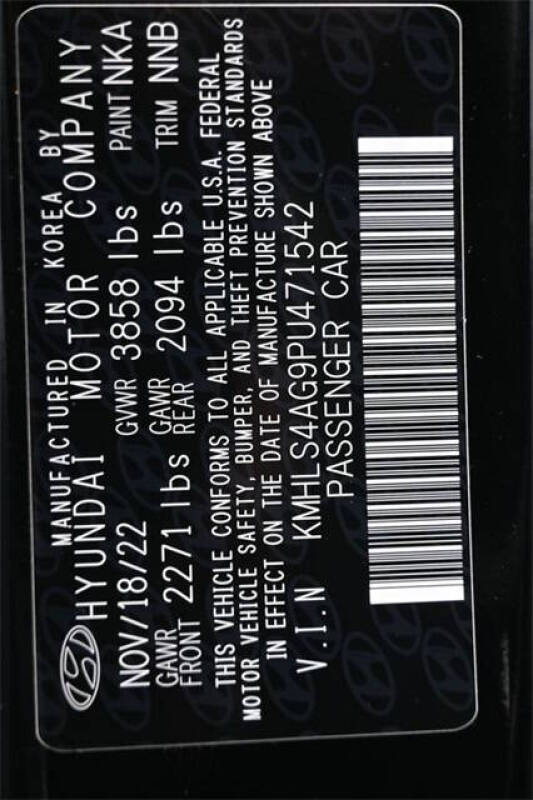 MANUFACTURED IN KOREA BY
HYUNDAI MOTOR COMPANY
NOV/18/22 GVWR 3858 lbs PAINT NKA
GAWR FRONT 2271 lbs GAWR REAR 2094 lbs TRIM NNB
THIS VEHICLE CONFORMS TO ALL APPLICABLE U.S.A. FEDERAL
MOTOR VEHICLE SAFETY, BUMPER, AND THEFT PREVENTION STANDARDS
IN EFFECT ON THE DATE OF MANUFACTURE SHOWN ABOVE
V.I.N KMHLS4AG9PU471542
PASSENGER CAR